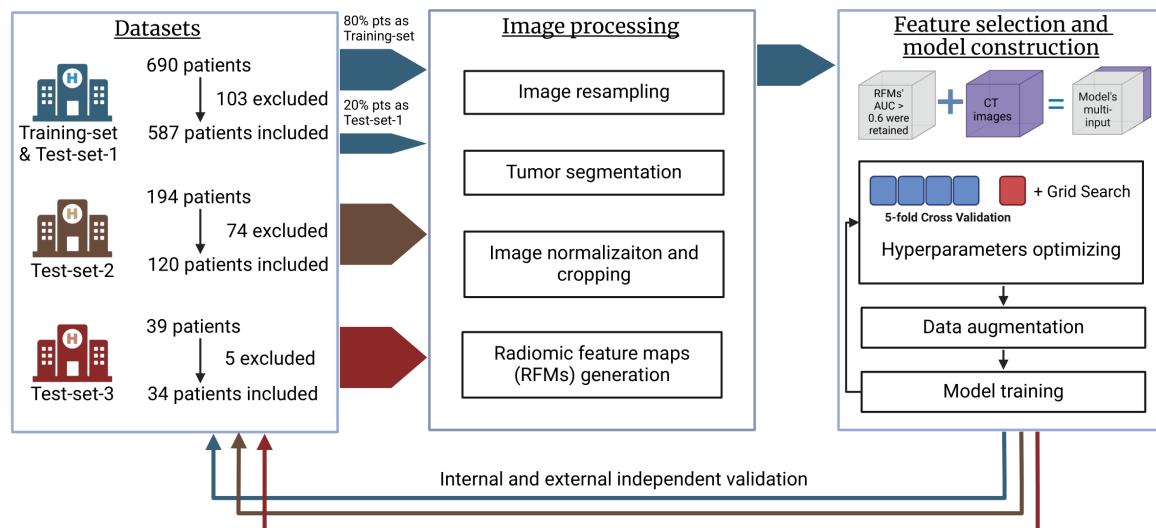 Datasets
H
690 patients
103 excluded
587 patients included
Training-set
& Test-set-1
H
194 patients
74 excluded
120 patients included
Test-set-2
H
39 patients
5 excluded
34 patients included
Test-set-3
80% pts as
Training-set
20% pts as
Test-set-1
Image processing
Image resampling
Tumor segmentation
Image normalizaiton and
cropping
Radiomic feature maps
(RFMs) generation
Feature selection and
model construction
RFMs'
AUC >
0.6 were
retained
+
CT
images
=
Model's
multi-
input
+ Grid Search
5-fold Cross Validation
Hyperparameters optimizing
Data augmentation
Model training
Internal and external independent validation